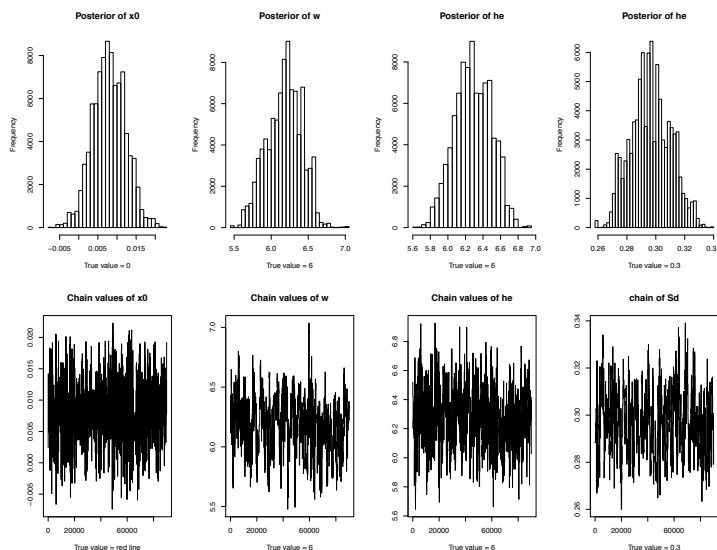 Posterior of x0
Posterior of w
Posterior of he
Posterior of he
Frequency
0 2000 4000 6000 8000
−0.005 0.005 0.015
True value = 0
Frequency
0 2000 4000 6000 8000
5.5 6.0 6.5 7.0
True value = 6
Frequency
0 2000 4000 6000 8000
5.6 5.8 6.0 6.2 6.4 6.6 6.8 7.0
True value = 6
Frequency
0 1000 2000 3000 4000 5000 6000
0.26 0.28 0.30 0.32 0.34
True value = 0.3
Chain values of x0
Chain values of w
Chain values of he
chain of Sd
−0.005 0.000 0.005 0.010 0.015 0.020
0 20000 60000
True value = red line
5.5 6.0 6.5 7.0
0 20000 60000
True value = 6
5.6 5.8 6.0 6.2 6.4 6.6 6.8
0 20000 60000
True value = 6
0.26 0.28 0.30 0.32 0.34
0 20000 60000
True value = 0.3